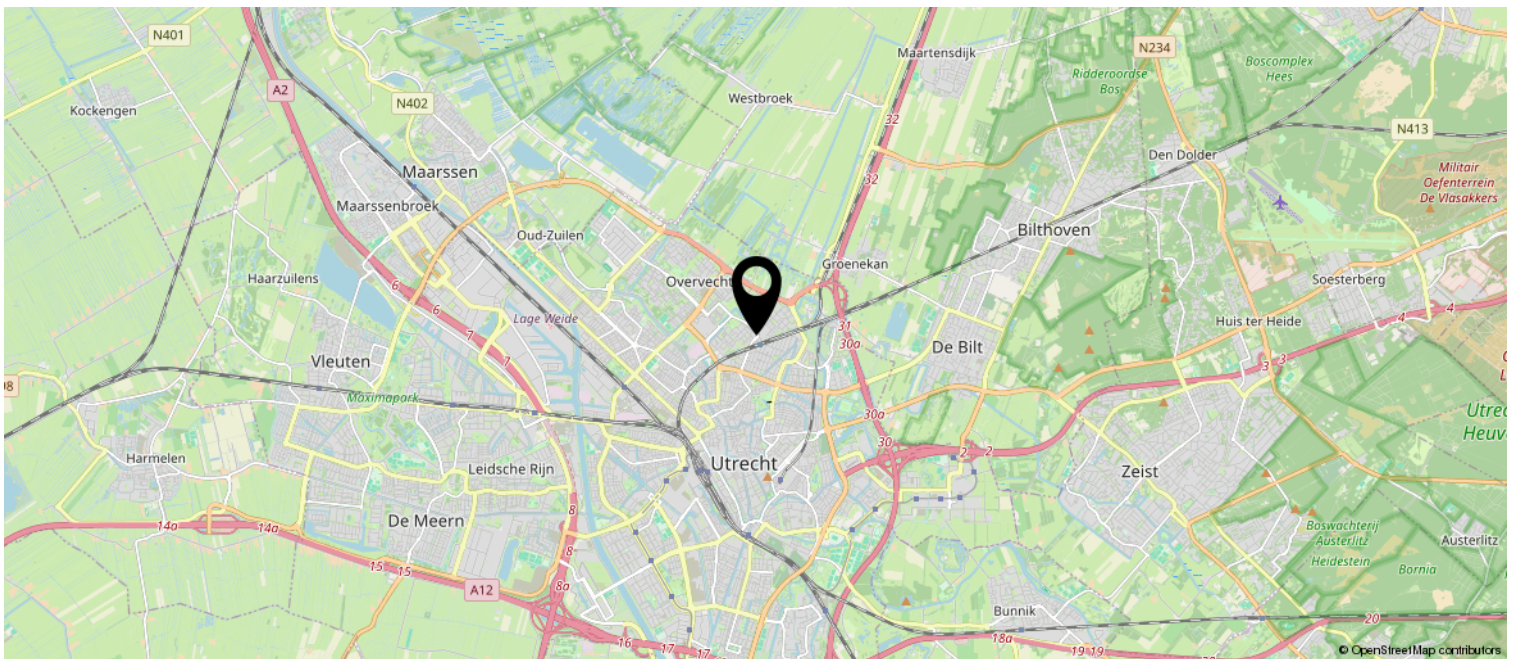 N401
A2
N402
Kockengen
Maarssen
Maarssenbroek
Oud-Zuilen
Westbroek
Maartensdijk
32
32
N234
Ridderoordse
Bos
Boscomplex
Hees
N413
Den Dolder
Militair
Oefenterrein
De Vlasakkers
Bilthoven
Groenekan
Overvecht
Haarzuilens
6
6
7
7
Lage Weide
Soesterberg
4
4
Huis ter Heide
3
3
31
30a
De Bilt
Vleuten
Máximapark
30a
30
2
2
Utrec
Heuv
Harmelen
Leidsche Rijn
Utrecht
Zeist
De Meern
14a
14a
8
8
8a
15
15
A12
16
17
17
Boswachterij
Austerlitz
Heidestein
Bornia
Austerlitz
Bunnik
18a
19
19
20
© OpenStreetMap contributors